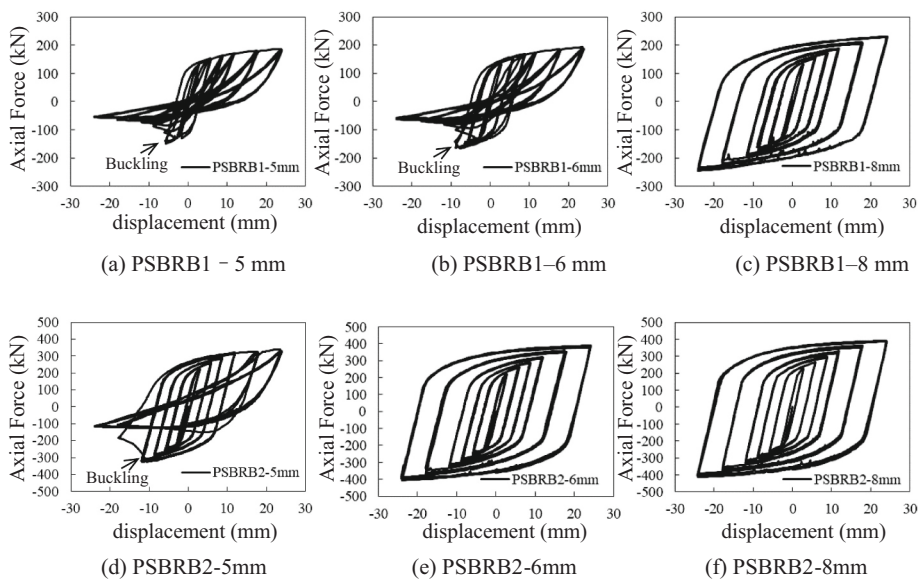 300
200
100
0
-100
-200
-300
Axial Force (kN)
Buckling
PSBRB1-5mm
-30 -20 -10 0 10 20 30
displacement (mm)
(a) PSBRB1 - 5 mm
300
200
100
0
-100
-200
-300
Axial Force (kN)
Buckling
PSBRB1-6mm
-30 -20 -10 0 10 20 30
displacement (mm)
(b) PSBRB1–6 mm
300
200
100
0
-100
-200
-300
Axial Force (kN)
PSBRB1-8mm
-30 -20 -10 0 10 20 30
displacement (mm)
(c) PSBRB1–8 mm
500
400
300
200
100
0
-100
-200
-300
-400
-500
Axial Force (kN)
Buckling
PSBRB2-5mm
-30 -20 -10 0 10 20 30
displacement (mm)
(d) PSBRB2-5mm
500
400
300
200
100
0
-100
-200
-300
-400
-500
Axial Force (kN)
PSBRB2-6mm
-30 -20 -10 0 10 20 30
displacement (mm)
(e) PSBRB2-6mm
500
400
300
200
100
0
-100
-200
-300
-400
-500
Axial Force (kN)
PSBRB2-8mm
-30 -20 -10 0 10 20 30
displacement (mm)
(f) PSBRB2-8mm